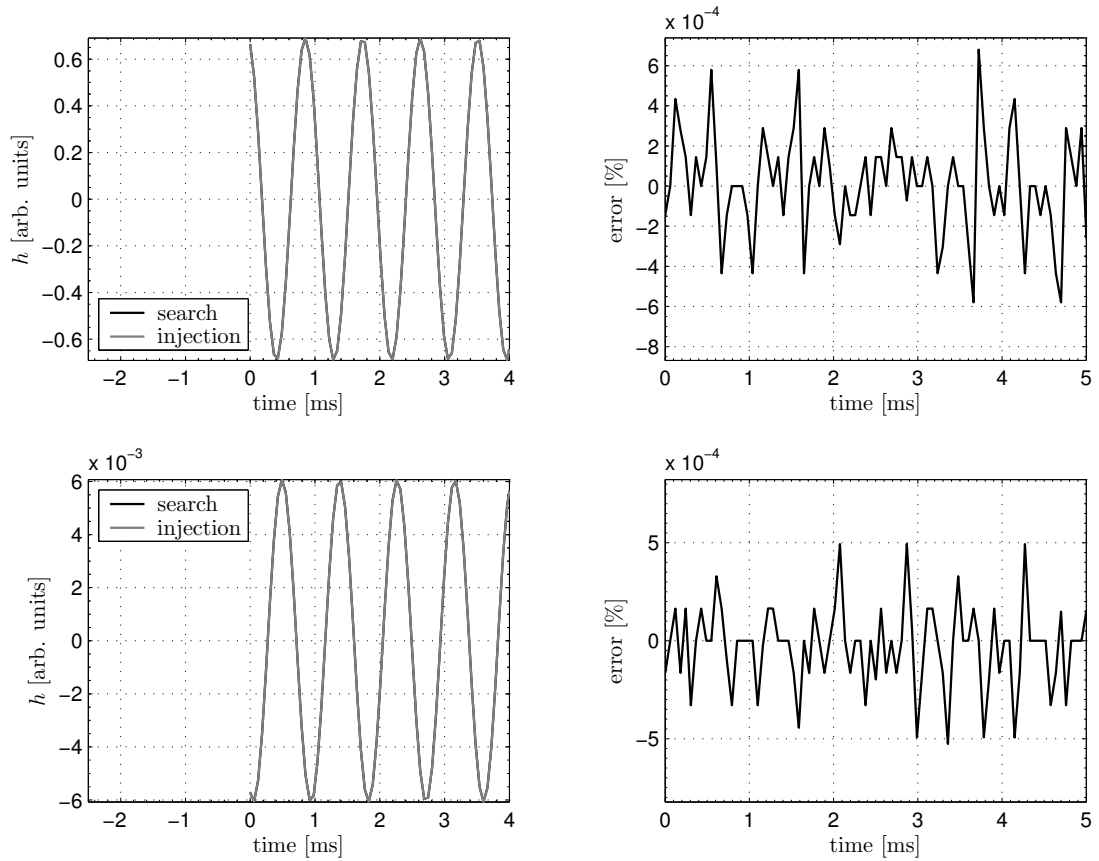 0.6
0.4
0.2
0
−0.2
−0.4
−0.6
h [arb. units]
search
injection
−2 −1 0 1 2 3 4
time [ms]
x 10⁻⁴
6
4
2
0
−2
−4
−6
−8
error [%]
0 1 2 3 4 5
time [ms]
x 10⁻³
6
4
2
0
−2
−4
−6
h [arb. units]
search
injection
−2 −1 0 1 2 3 4
time [ms]
x 10⁻⁴
5
0
−5
error [%]
0 1 2 3 4 5
time [ms]